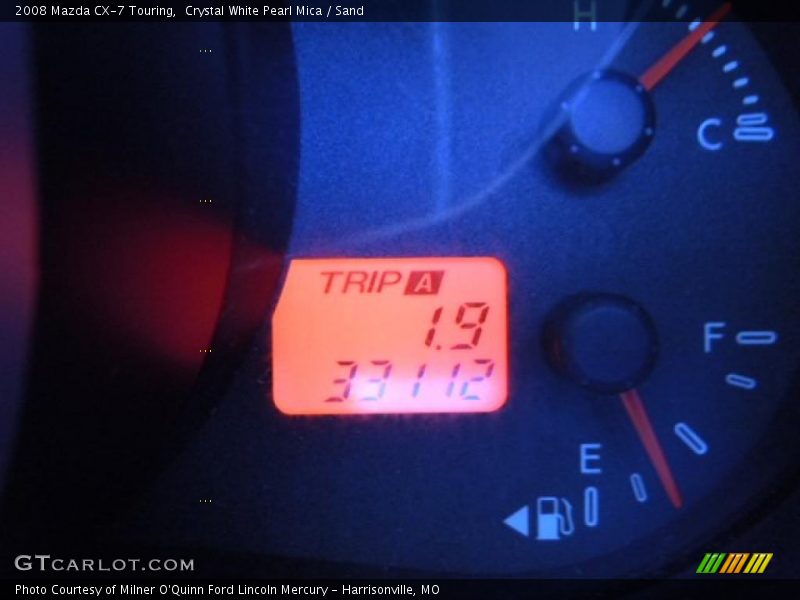 2008 Mazda CX-7 Touring,  Crystal White Pearl Mica / Sand
H
C
TRIP A
1.9
33112
F
E
GTCARLOT.COM
Photo Courtesy of Milner O'Quinn Ford Lincoln Mercury - Harrisonville, MO